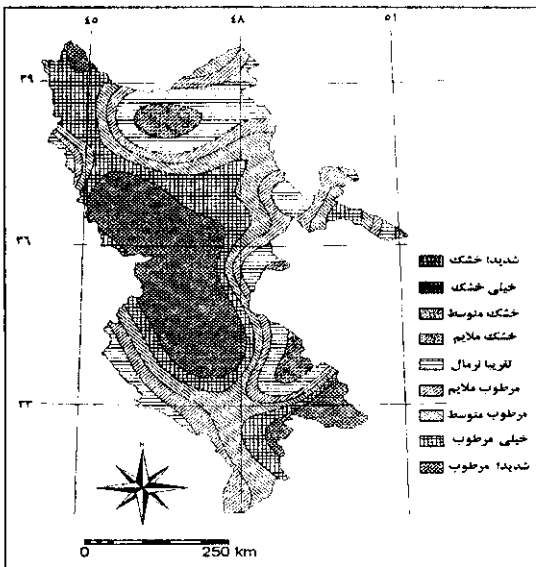 ۴۵ ۴۸ ۵۱
۳۹
۳۶
۳۳
شدیدا خشک
خیلی خشک
خشک متوسط
خشک ملایم
تقریبا نرمال
مرطوب ملایم
مرطوب متوسط
خیلی مرطوب
شدیدا مرطوب
N
0 250 km